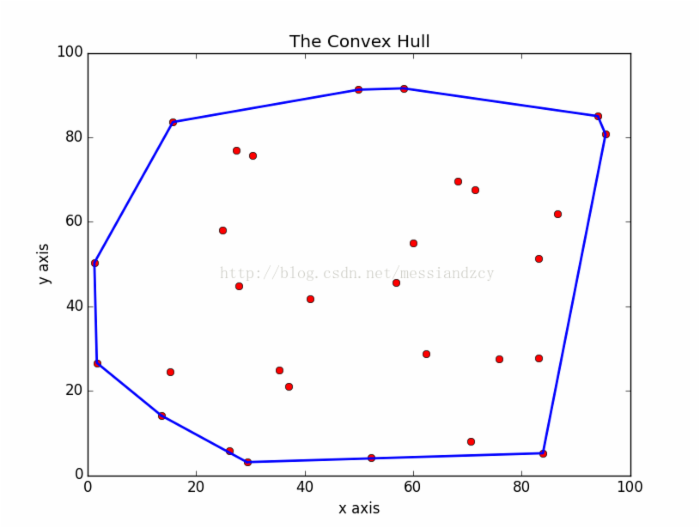 The Convex Hull
100
80
60
40
20
0
y axis
http://blog.csdn.net/messiandzcy
0 20 40 60 80 100
x axis